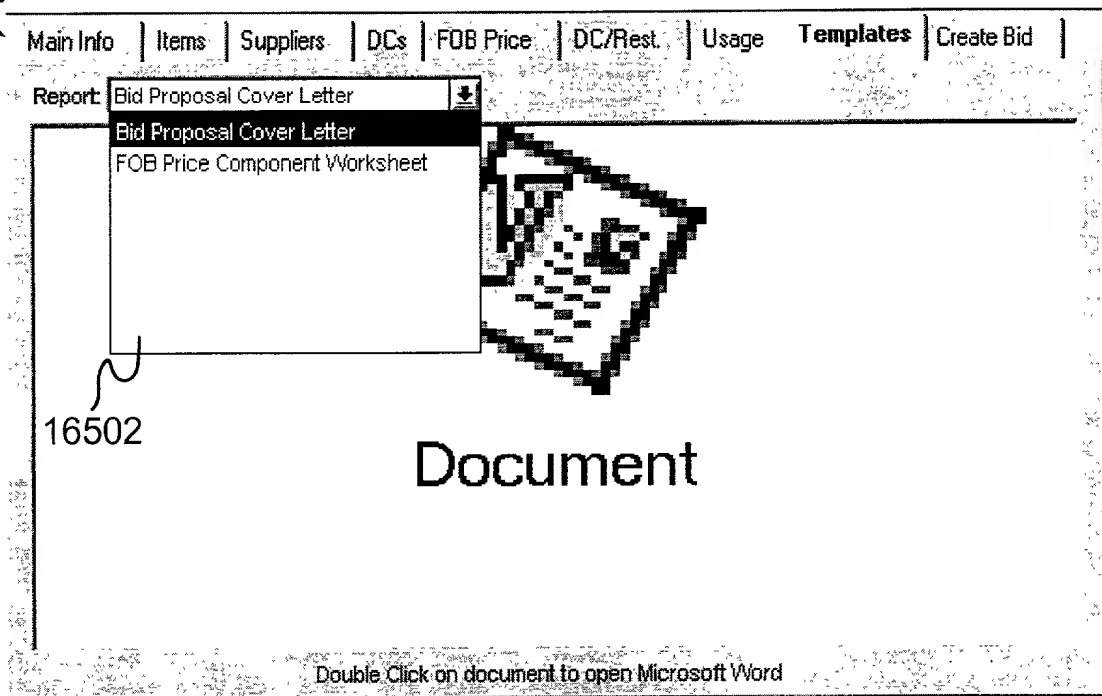 Main Info Items Suppliers DCs FOB Price DC/Rest. Usage Templates Create Bid
Report: Bid Proposal Cover Letter
Bid Proposal Cover Letter
FOB Price Component Worksheet
16502
Document
Double Click on document to open Microsoft Word